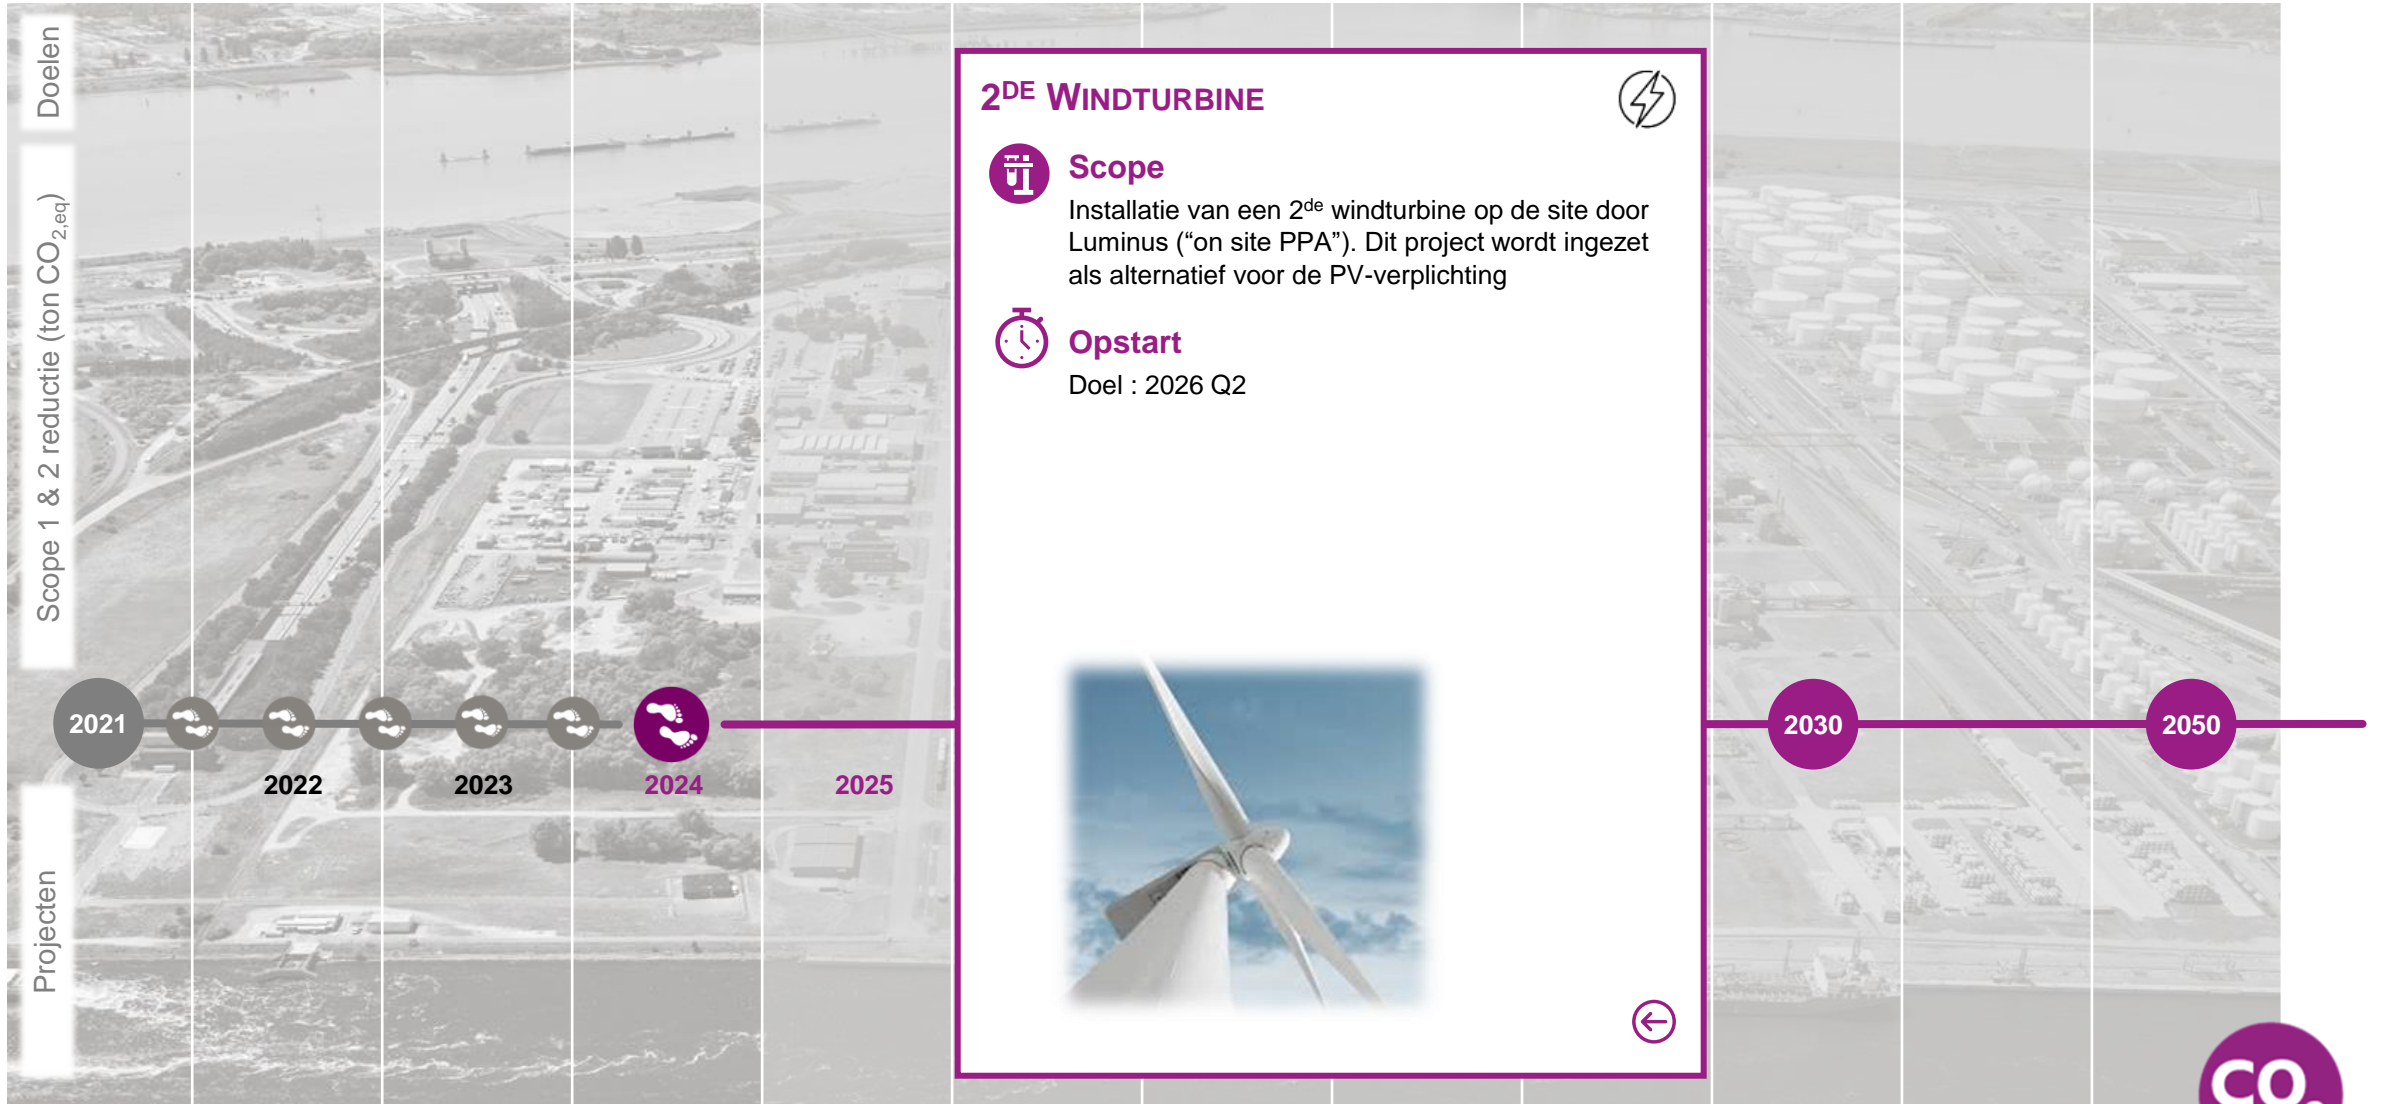 Doelen
Scope 1 & 2 reductie (ton CO2,eq)
Projecten
2DE WINDTURBINE
Scope
Installatie van een 2de windturbine op de site door
Luminus (“on site PPA”). Dit project wordt ingezet
als alternatief voor de PV-verplichting
Opstart
Doel : 2026 Q2
2021
2022
2023
2024
2025
2030
2050
CO2